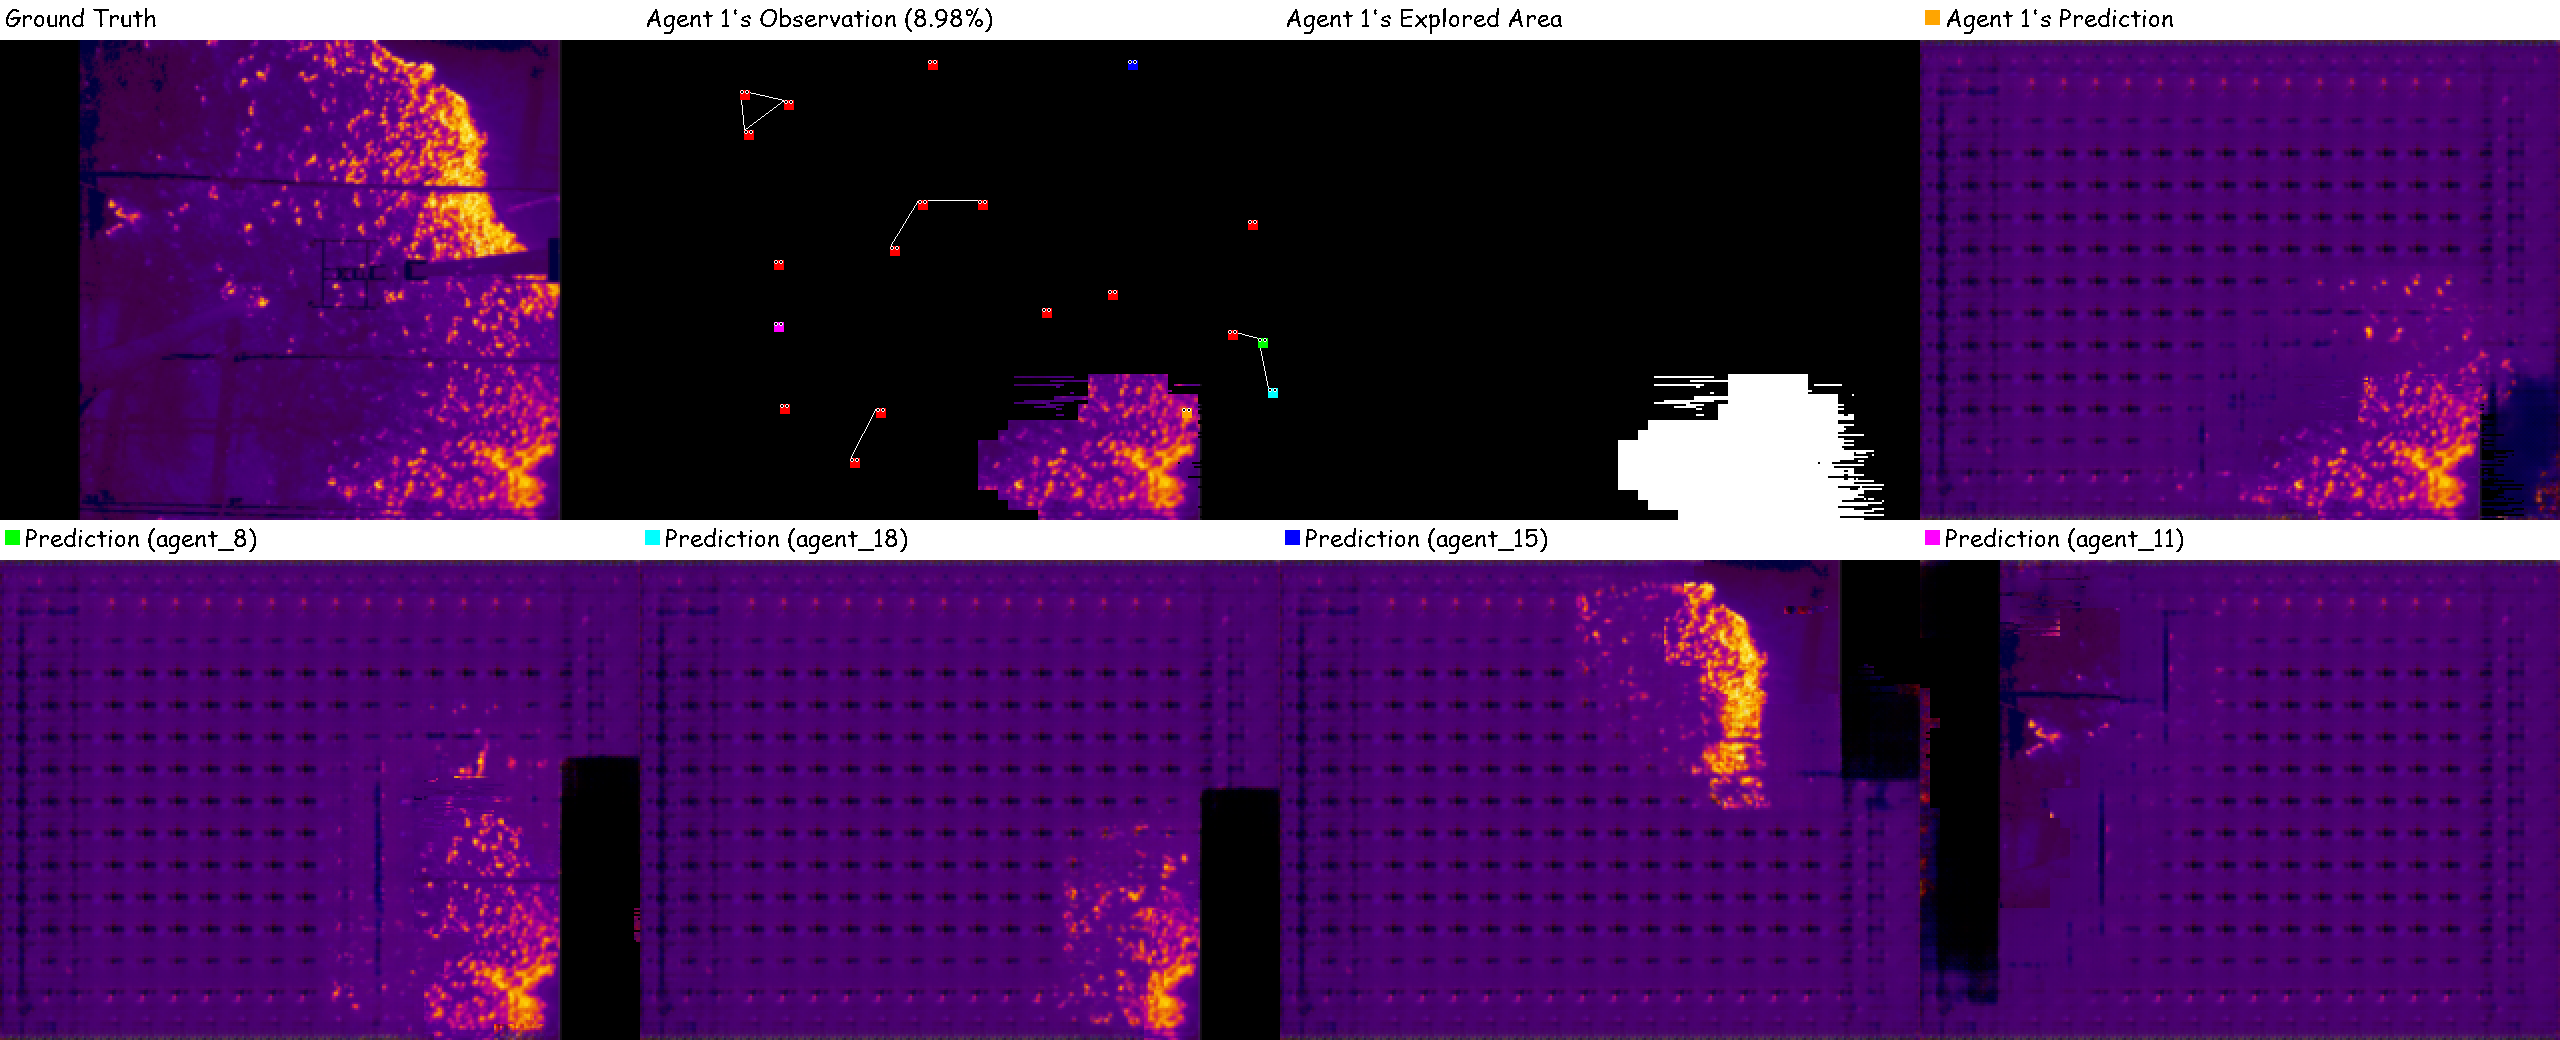 Ground Truth
Agent 1's Observation (8.98%)
Agent 1's Explored Area
Agent 1's Prediction
Prediction (agent_8)
Prediction (agent_18)
Prediction (agent_15)
Prediction (agent_11)